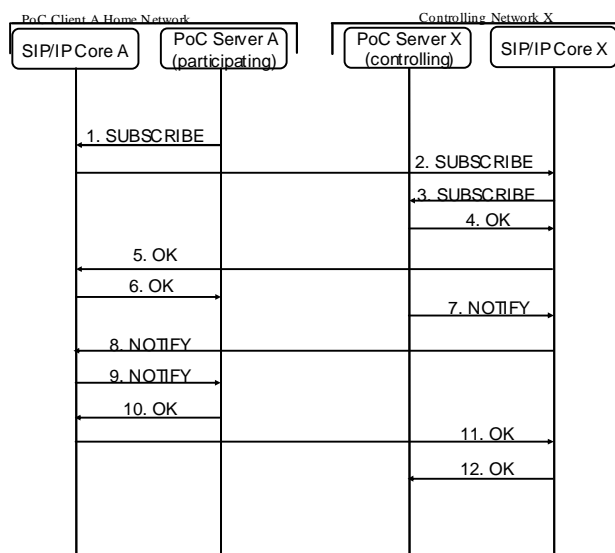 PoC Client A Home Network
Controlling Network X
SIP/IP Core A
PoC Server A
(participating)
PoC Server X
(controlling)
SIP/IP Core X
1. SUBSCRIBE
2. SUBSCRIBE
3. SUBSCRIBE
4. OK
5. OK
6. OK
7. NOTIFY
8. NOTIFY
9. NOTIFY
10. OK
11. OK
12. OK